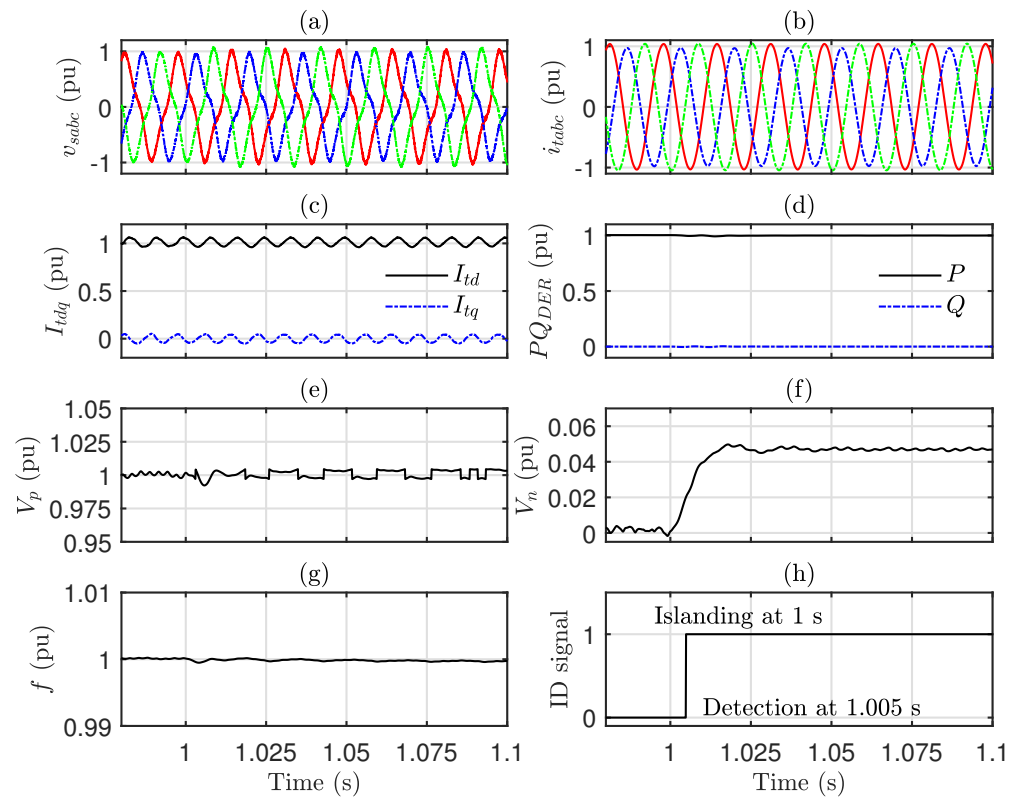 (a)
1
0
-1
v_sabc (pu)
(b)
1
0
-1
i_tabc (pu)
(c)
1
0.5
0
I_tdq (pu)
I_td
I_tq
(d)
1
0.5
0
PQ_DER (pu)
P
Q
(e)
1.05
1.025
1
0.975
0.95
V_p (pu)
(f)
0.06
0.04
0.02
0
V_n (pu)
(g)
1.01
1
0.99
f (pu)
1 1.025 1.05 1.075 1.1
Time (s)
(h)
1
0
ID signal
Islanding at 1 s
Detection at 1.005 s
1 1.025 1.05 1.075 1.1
Time (s)